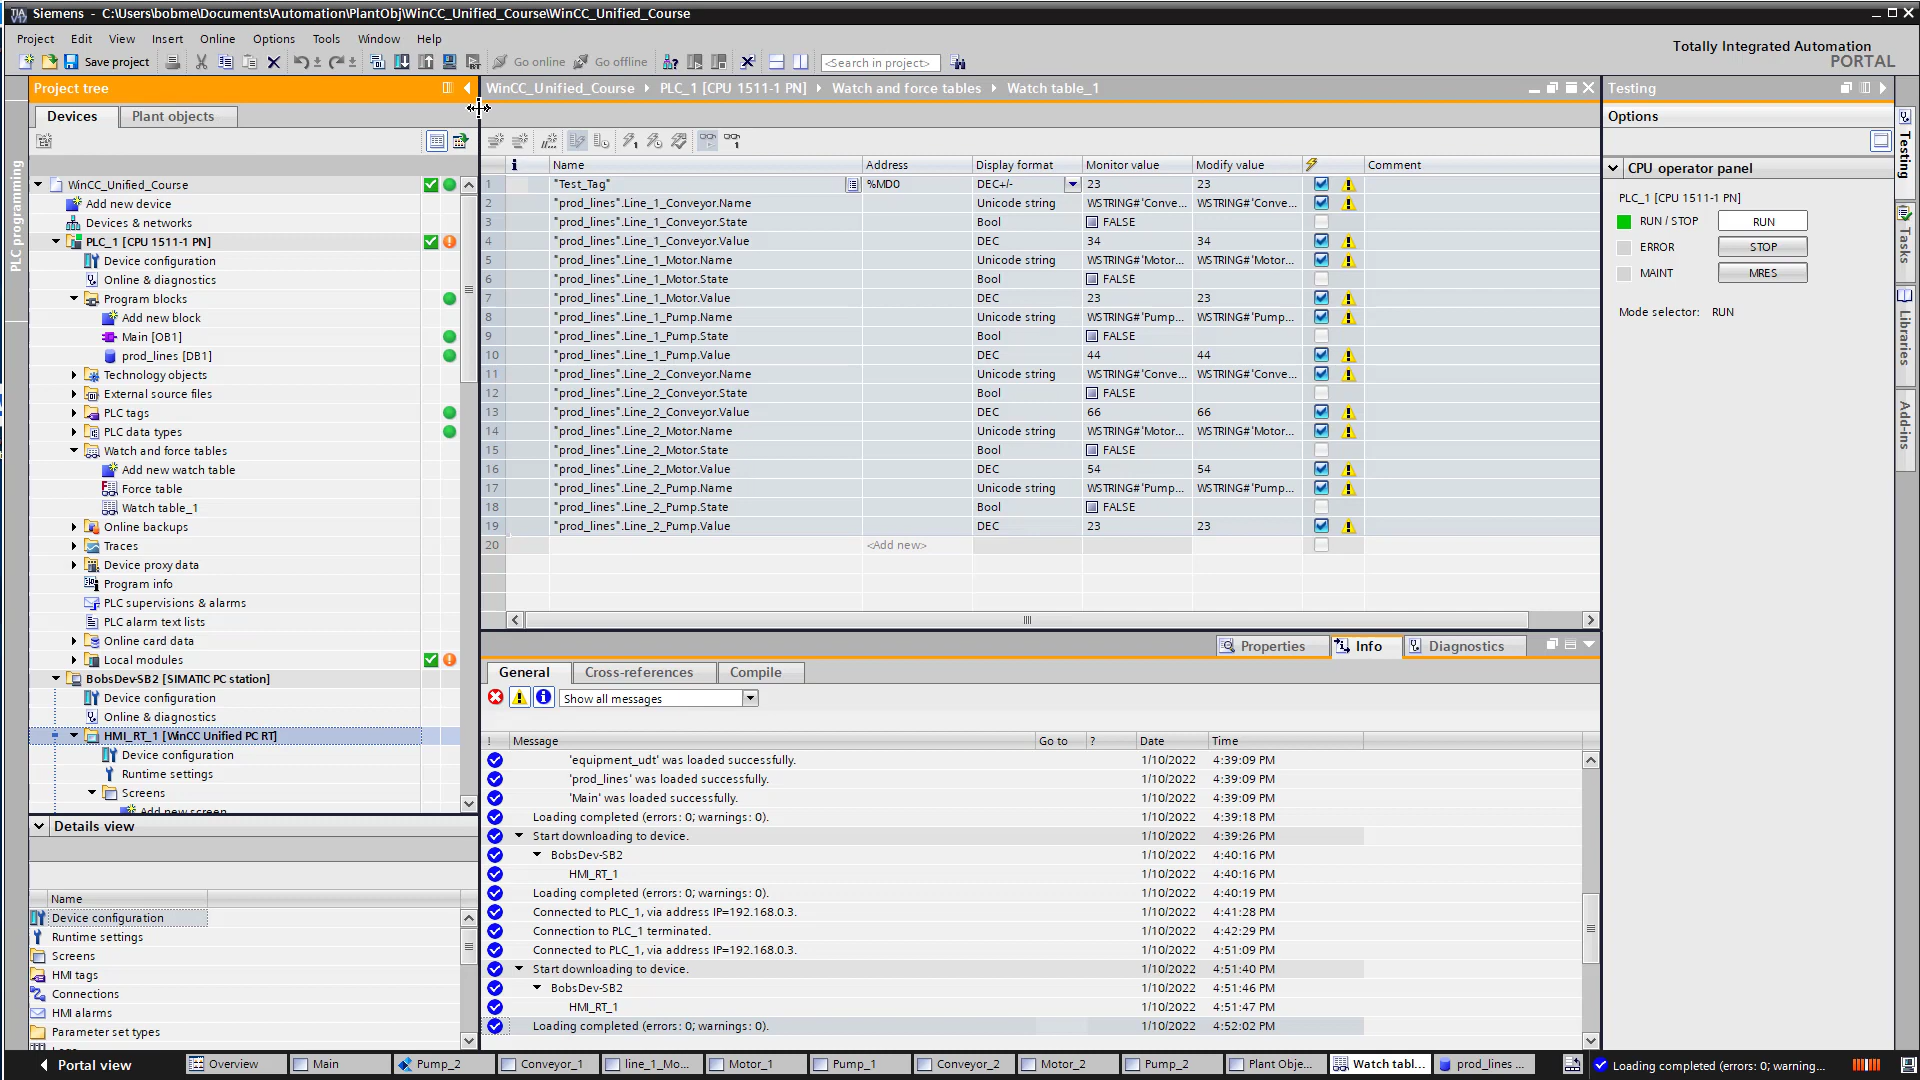 Siemens - C:\Users\bobme\Documents\Automation\PlantObj\WinCC_Unified_Course\WinCC_Unified_Course
Project Edit View Insert Online Options Tools Window Help
Totally Integrated Automation
PORTAL
Save project
Go online
Go offline
<Search in project>
Project tree
WinCC_Unified_Course PLC_1 [CPU 1511-1 PN] Watch and force tables Watch table_1
Testing
Devices
Plant objects
Options
WinCC_Unified_Course
Add new device
Devices & networks
PLC_1 [CPU 1511-1 PN]
Device configuration
Online & diagnostics
Program blocks
Add new block
Main [OB1]
prod_lines [DB1]
Technology objects
External source files
PLC tags
PLC data types
Watch and force tables
Add new watch table
Force table
Watch table_1
Online backups
Traces
Device proxy data
Program info
PLC supervisions & alarms
PLC alarm text lists
Online card data
Local modules
BobsDev-SB2 [SIMATIC PC station]
Device configuration
Online & diagnostics
HMI_RT_1 [WinCC Unified PC RT]
Device configuration
Runtime settings
Screens
Add new screen
Details view
Name
Device configuration
Runtime settings
Screens
HMI tags
Connections
HMI alarms
Parameter set types
PLC programming
i Name Address Display format Monitor value Modify value Comment
1 "Test_Tag" %MD0 DEC+/- 23 23
2 "prod_lines".Line_1_Conveyor.Name Unicode string WSTRING#'Conve... WSTRING#'Conve...
3 "prod_lines".Line_1_Conveyor.State Bool FALSE
4 "prod_lines".Line_1_Conveyor.Value DEC 34 34
5 "prod_lines".Line_1_Motor.Name Unicode string WSTRING#'Motor... WSTRING#'Motor...
6 "prod_lines".Line_1_Motor.State Bool FALSE
7 "prod_lines".Line_1_Motor.Value DEC 23 23
8 "prod_lines".Line_1_Pump.Name Unicode string WSTRING#'Pump... WSTRING#'Pump...
9 "prod_lines".Line_1_Pump.State Bool FALSE
10 "prod_lines".Line_1_Pump.Value DEC 44 44
11 "prod_lines".Line_2_Conveyor.Name Unicode string WSTRING#'Conve... WSTRING#'Conve...
12 "prod_lines".Line_2_Conveyor.State Bool FALSE
13 "prod_lines".Line_2_Conveyor.Value DEC 66 66
14 "prod_lines".Line_2_Motor.Name Unicode string WSTRING#'Motor... WSTRING#'Motor...
15 "prod_lines".Line_2_Motor.State Bool FALSE
16 "prod_lines".Line_2_Motor.Value DEC 54 54
17 "prod_lines".Line_2_Pump.Name Unicode string WSTRING#'Pump... WSTRING#'Pump...
18 "prod_lines".Line_2_Pump.State Bool FALSE
19 "prod_lines".Line_2_Pump.Value DEC 23 23
20 <Add new>
Properties
Info
Diagnostics
General
Cross-references
Compile
Show all messages
! Message Go to ? Date Time
'equipment_udt' was loaded successfully. 1/10/2022 4:39:09 PM
'prod_lines' was loaded successfully. 1/10/2022 4:39:09 PM
'Main' was loaded successfully. 1/10/2022 4:39:09 PM
Loading completed (errors: 0; warnings: 0). 1/10/2022 4:39:18 PM
Start downloading to device. 1/10/2022 4:39:26 PM
BobsDev-SB2 1/10/2022 4:40:16 PM
HMI_RT_1 1/10/2022 4:40:16 PM
Loading completed (errors: 0; warnings: 0). 1/10/2022 4:40:19 PM
Connected to PLC_1, via address IP=192.168.0.3. 1/10/2022 4:41:28 PM
Connection to PLC_1 terminated. 1/10/2022 4:42:29 PM
Connected to PLC_1, via address IP=192.168.0.3. 1/10/2022 4:51:09 PM
Start downloading to device. 1/10/2022 4:51:40 PM
BobsDev-SB2 1/10/2022 4:51:46 PM
HMI_RT_1 1/10/2022 4:51:47 PM
Loading completed (errors: 0; warnings: 0). 1/10/2022 4:52:02 PM
CPU operator panel
PLC_1 [CPU 1511-1 PN]
RUN / STOP RUN
ERROR STOP
MAINT MRES
Mode selector: RUN
Testing
Tasks
Libraries
Add-ins
Portal view
Overview
Main
Pump_2
Conveyor_1
line_1_Mo...
Motor_1
Pump_1
Conveyor_2
Motor_2
Pump_2
Plant Obje...
Watch tabl...
prod_lines ...
Loading completed (errors: 0; warning...